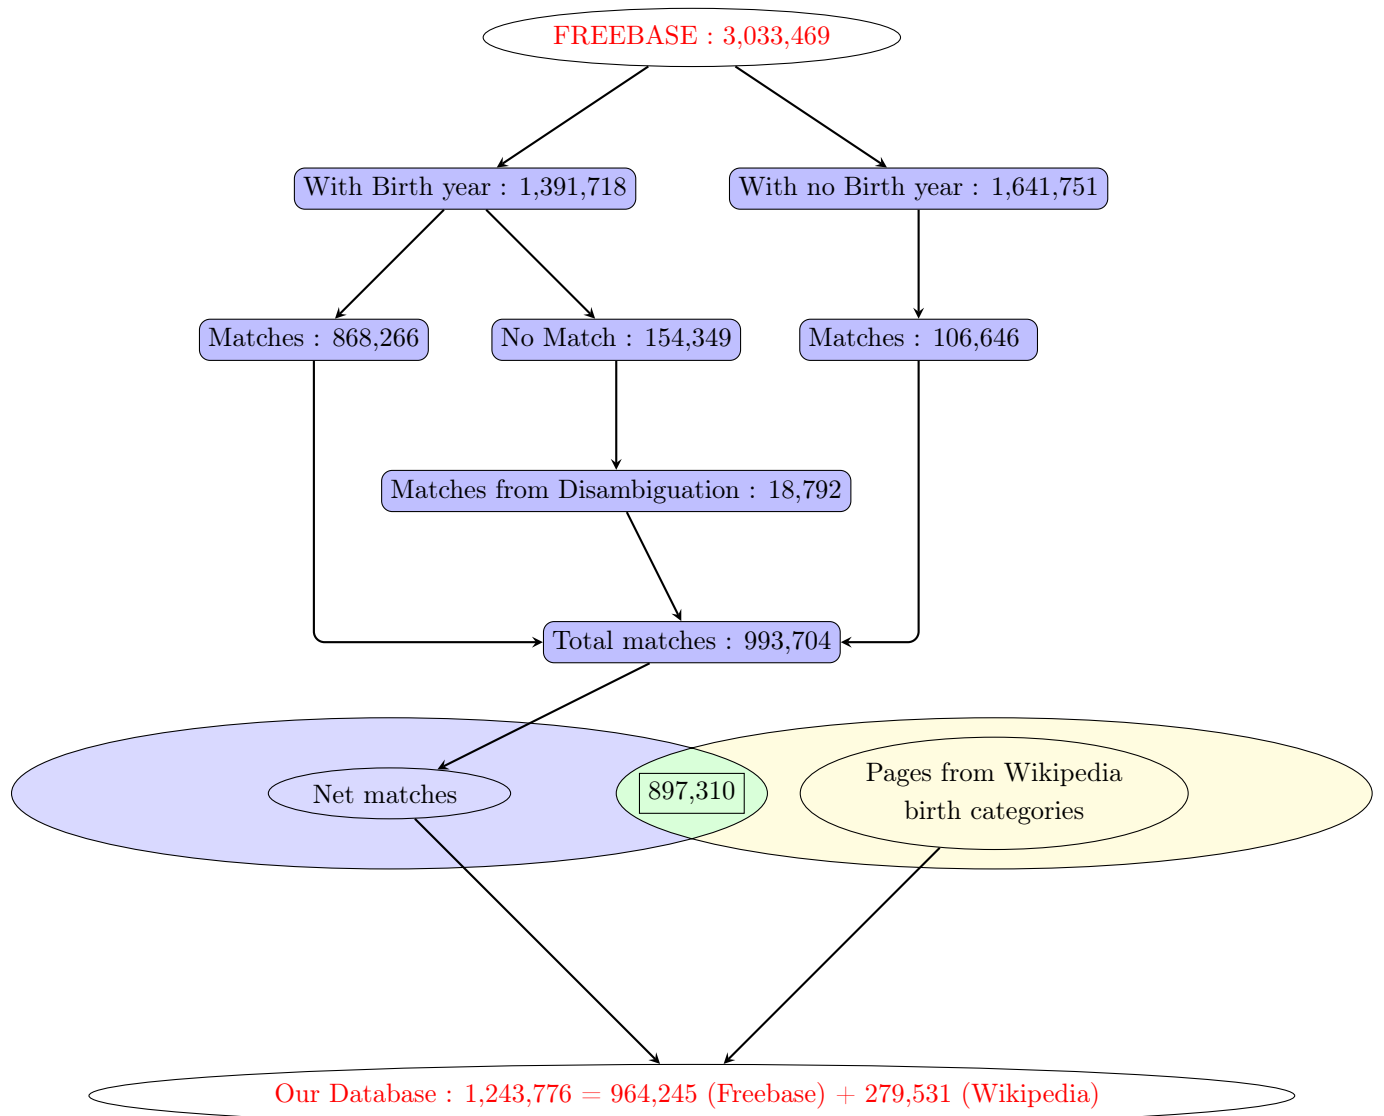 FREEBASE : 3,033,469
With Birth year : 1,391,718
With no Birth year : 1,641,751
Matches : 868,266
No Match : 154,349
Matches : 106,646
Matches from Disambiguation : 18,792
Total matches : 993,704
Net matches
897,310
Pages from Wikipedia
birth categories
Our Database : 1,243,776 = 964,245 (Freebase) + 279,531 (Wikipedia)